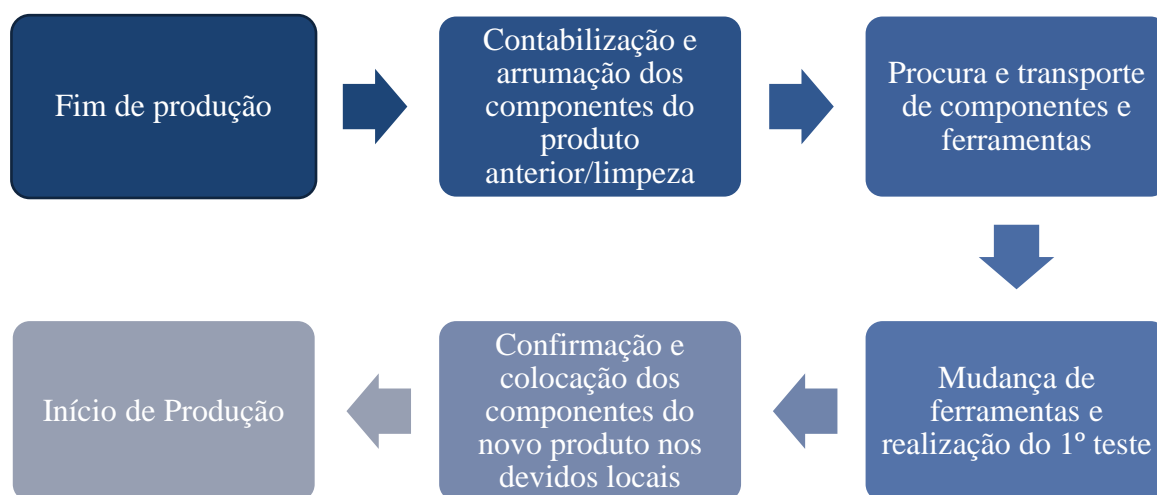 Fim de produção
Contabilização e
arrumação dos
componentes do
produto
anterior/limpeza
Procura e transporte
de componentes e
ferramentas
Mudança de
ferramentas e
realização do 1º teste
Confirmação e
colocação dos
componentes do
novo produto nos
devidos locais
Início de Produção